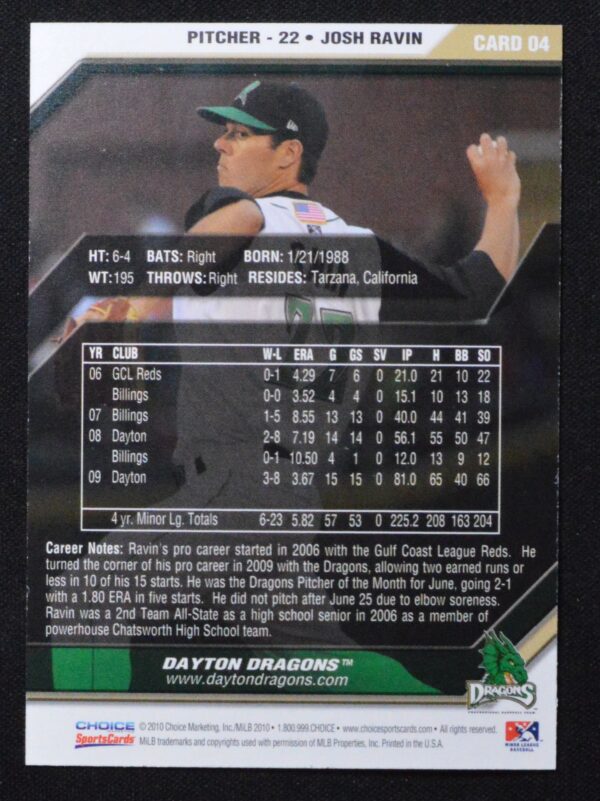 PITCHER - 22 • JOSH RAVIN
CARD 04
HT: 6-4 BATS: Right BORN: 1/21/1988
WT: 195 THROWS: Right RESIDES: Tarzana, California
YR CLUB W-L ERA G GS SV IP H BB SO
06 GCL Reds 0-1 4.29 7 6 0 21.0 21 10 22
Billings 0-0 3.52 4 4 0 15.1 10 13 18
07 Billings 1-5 8.55 13 13 0 40.0 44 41 39
08 Dayton 2-8 7.19 14 14 0 56.1 55 50 47
Billings 0-1 10.50 4 1 0 12.0 13 9 12
09 Dayton 3-8 3.67 15 15 0 81.0 65 40 66
4 yr. Minor Lg. Totals 6-23 5.82 57 53 0 225.2 208 163 204
Career Notes: Ravin's pro career started in 2006 with the Gulf Coast League Reds. He
turned the corner of his pro career in 2009 with the Dragons, allowing two earned runs or
less in 10 of his 15 starts. He was the Dragons Pitcher of the Month for June, going 2-1
with a 1.80 ERA in five starts. He did not pitch after June 25 due to elbow soreness.
Ravin was a 2nd Team All-State as a high school senior in 2006 as a member of
powerhouse Chatsworth High School team.
DAYTON DRAGONS™
www.daytondragons.com
DRAGONS
PROFESSIONAL BASEBALL TEAM
CHOICE
SportsCards
© 2010 Choice Marketing, Inc./MiLB 2010 • 1.800.999.CHOICE • www.choicesportscards.com • All rights reserved.
MiLB trademarks and copyrights used with permission of MiLB Properties, Inc. Printed in the U.S.A.
MINOR LEAGUE
BASEBALL